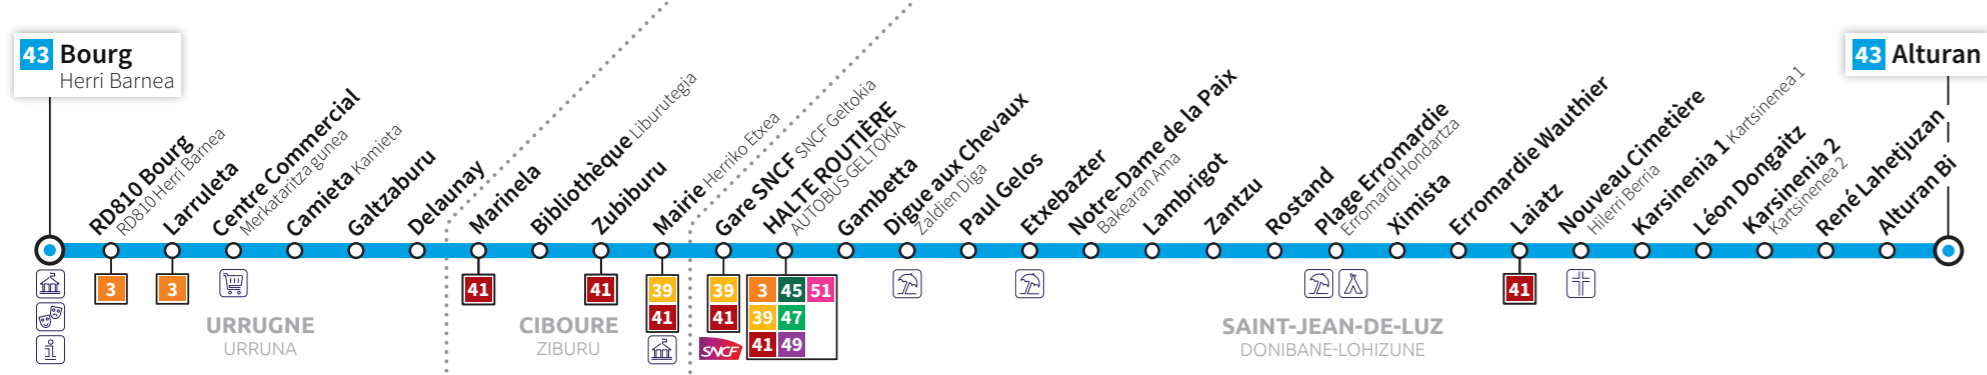 43 Bourg
Herri Barnea
RD810 Bourg
RD810 Herri Barnea
Larruleta
Centre Commercial
Merkataritza gunea
Camieta Kamieta
Galtzaburu
Delaunay
Marinela
Bibliothèque Liburutegia
Zubiburu
Mairie Herriko Etxea
Gare SNCF SNCF Geltokia
HALTE ROUTIÈRE
AUTOBUS GELTOKIA
Gambetta
Digue aux Chevaux
Zaldien Diga
Paul Gelos
Etxebazter
Notre-Dame de la Paix
Bakearan Ama
Lambrigot
Zantzu
Rostand
Plage Erromardie
Erromardi Hondartza
Ximista
Erromardie Wauthier
Laiatz
Nouveau Cimetière
Hilerri Berria
Karsinenia 1 Kartsinenea 1
Léon Dongaitz
Karsinenia 2
Kartsinenea 2
René Lahetjuzan
Alturan Bi
43 Alturan
3
3
41
41
39
41
39
41
SNCF
3 45 51
39 47
41 49
41
URRUGNE
URRUNA
CIBOURE
ZIBURU
SAINT-JEAN-DE-LUZ
DONIBANE-LOHIZUNE